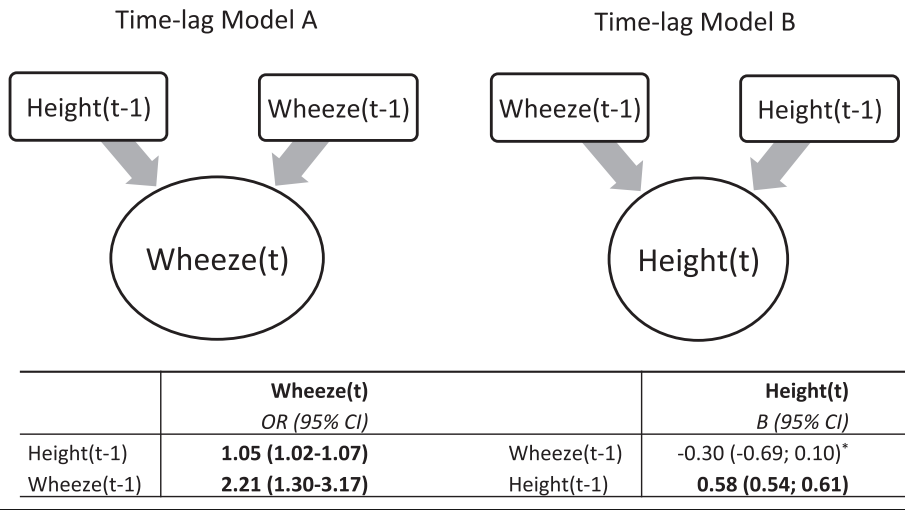 Time-lag Model A
Time-lag Model B
Height(t-1)
Wheeze(t-1)
Wheeze(t-1)
Height(t-1)
Wheeze(t)
Height(t)
Wheeze(t)
Height(t)
OR (95% CI)
B (95% CI)
Height(t-1) 1.05 (1.02-1.07) Wheeze(t-1) -0.30 (-0.69; 0.10)*
Wheeze(t-1) 2.21 (1.30-3.17) Height(t-1) 0.58 (0.54; 0.61)